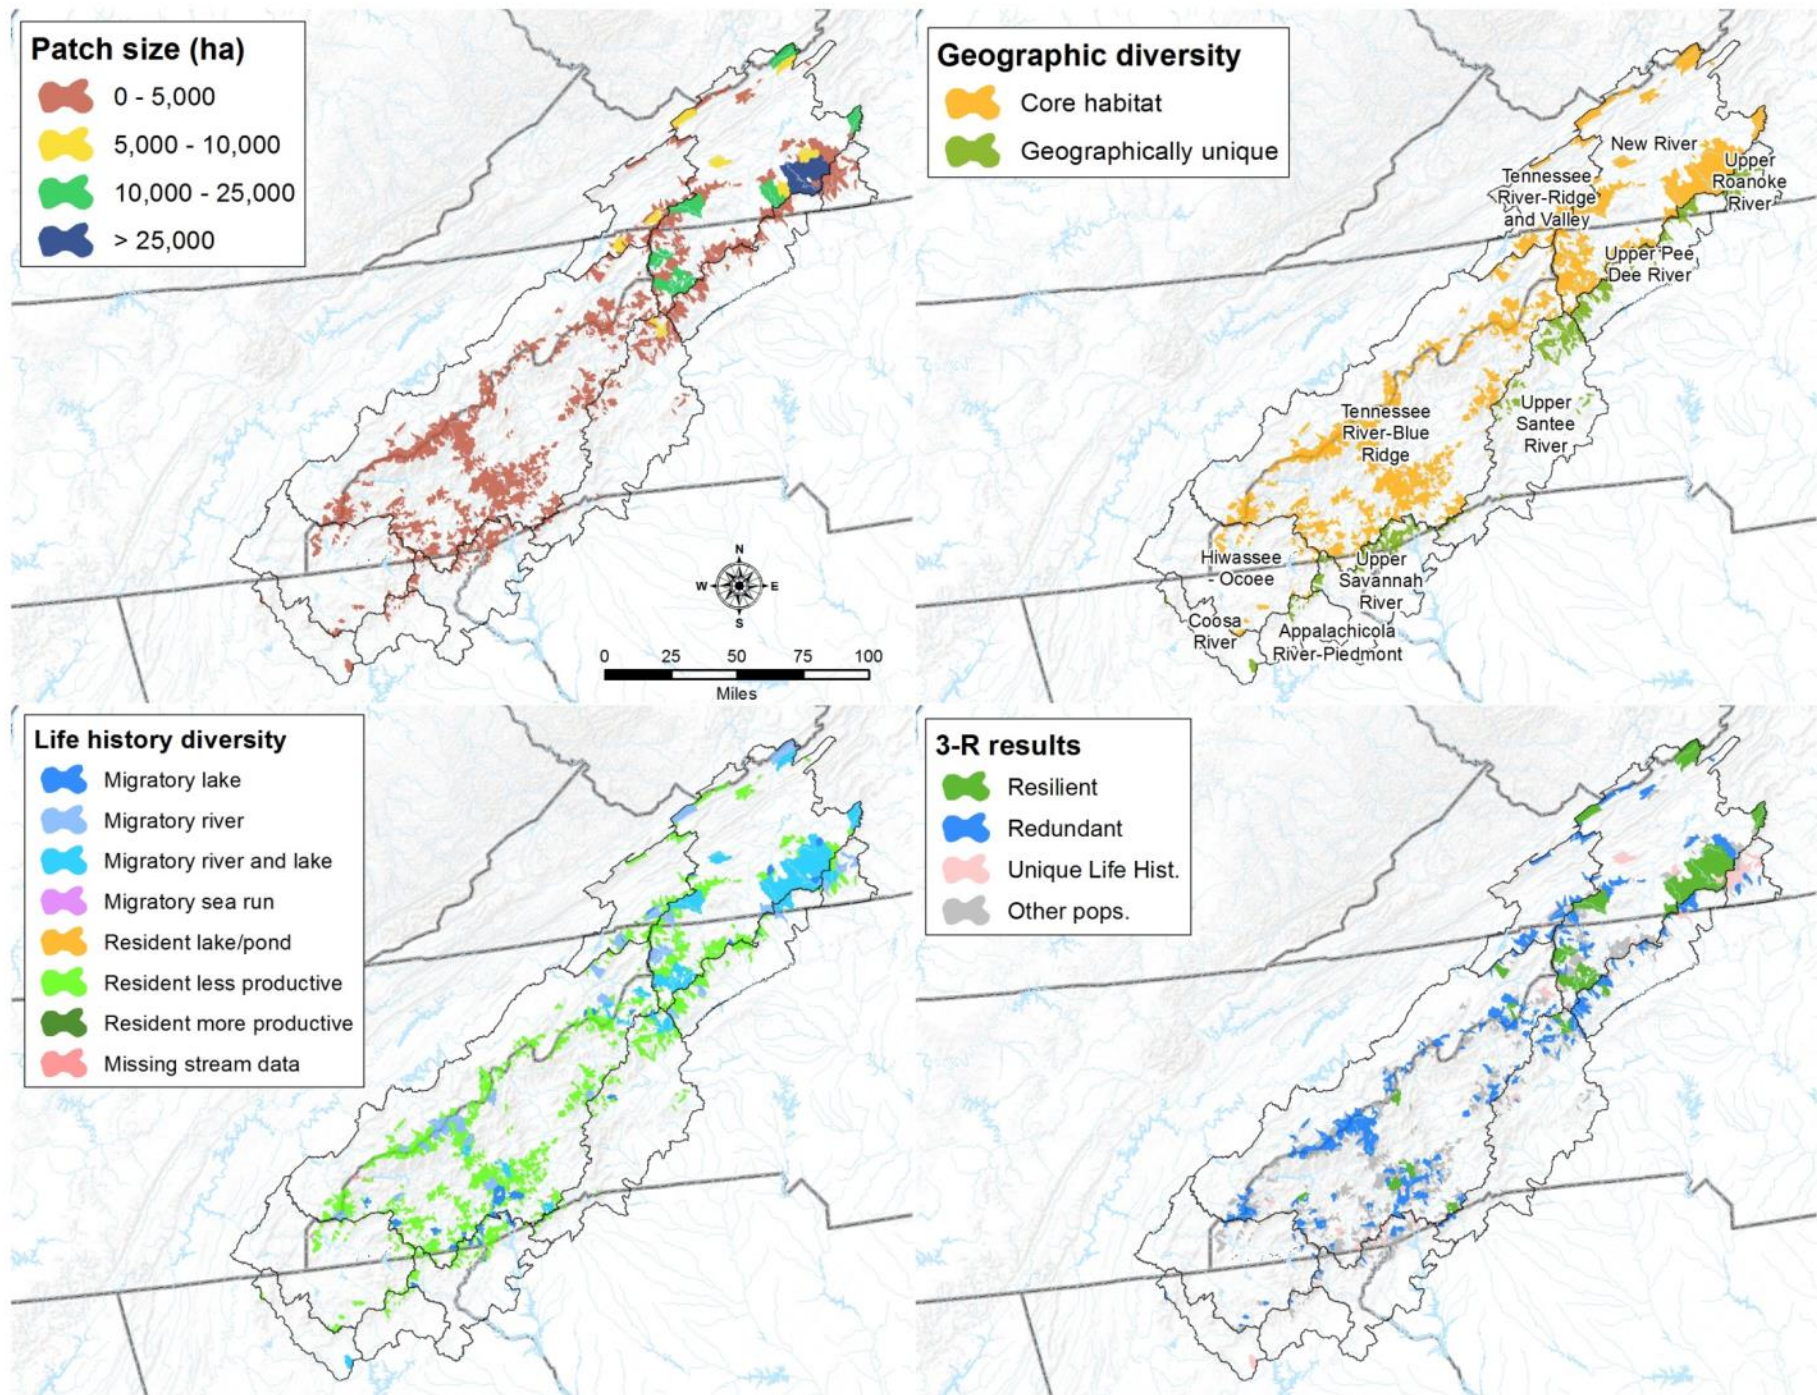 Patch size (ha)
0 - 5,000
5,000 - 10,000
10,000 - 25,000
> 25,000
N
W
E
S
0 25 50 75 100
Miles
Geographic diversity
Core habitat
Geographically unique
New River
Upper
Roanoke
River
Tennessee
River-Ridge
and Valley
Upper Pee
Dee River
Tennessee
River-Blue
Ridge
Upper
Santee
River
Hiwassee
- Ocoee
Upper
Savannah
River
Coosa
River
Appalachicola
River-Piedmont
Life history diversity
Migratory lake
Migratory river
Migratory river and lake
Migratory sea run
Resident lake/pond
Resident less productive
Resident more productive
Missing stream data
3-R results
Resilient
Redundant
Unique Life Hist.
Other pops.